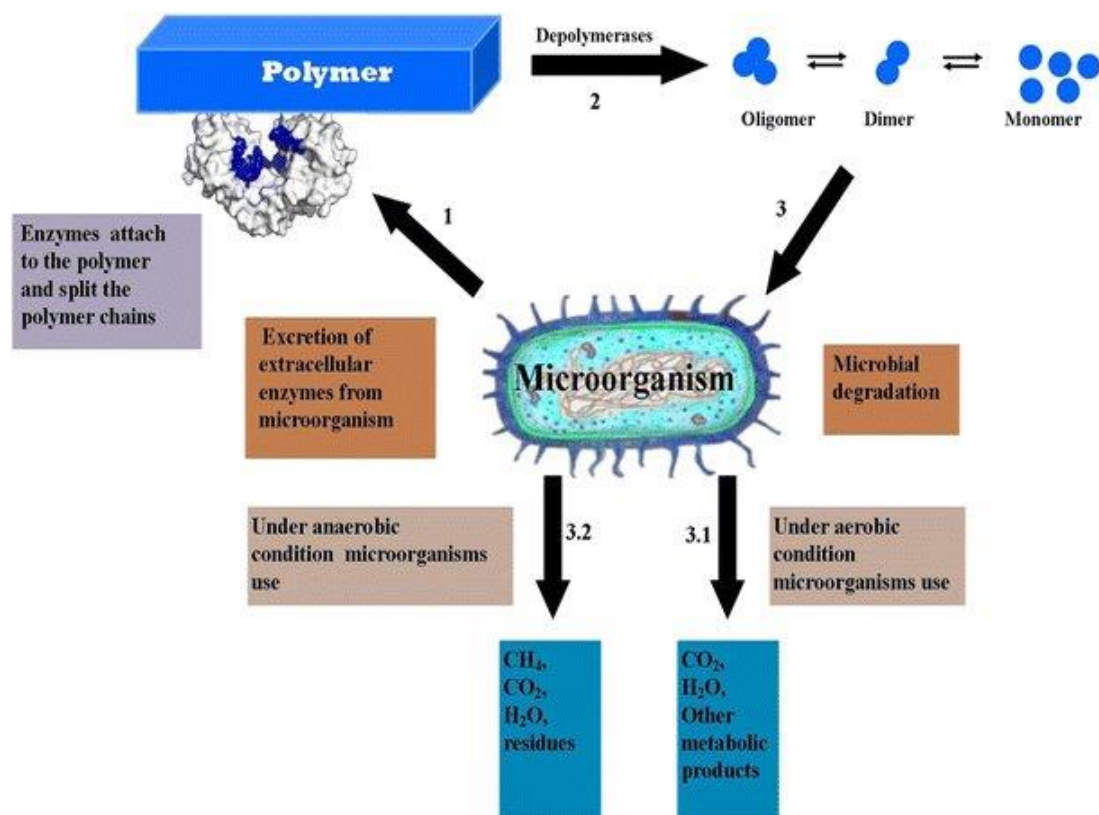 Polymer
Depolymerases
2
Oligomer
Dimer
Monomer
1
3
Enzymes attach
to the polymer
and split the
polymer chains
Excretion of
extracellular
enzymes from
microorganism
Microorganism
Microbial
degradation
Under anaerobic
condition microorganisms
use
3.2
3.1
Under aerobic
condition
microorganisms use
CH₄,
CO₂,
H₂O,
residues
CO₂,
H₂O,
Other
metabolic
products